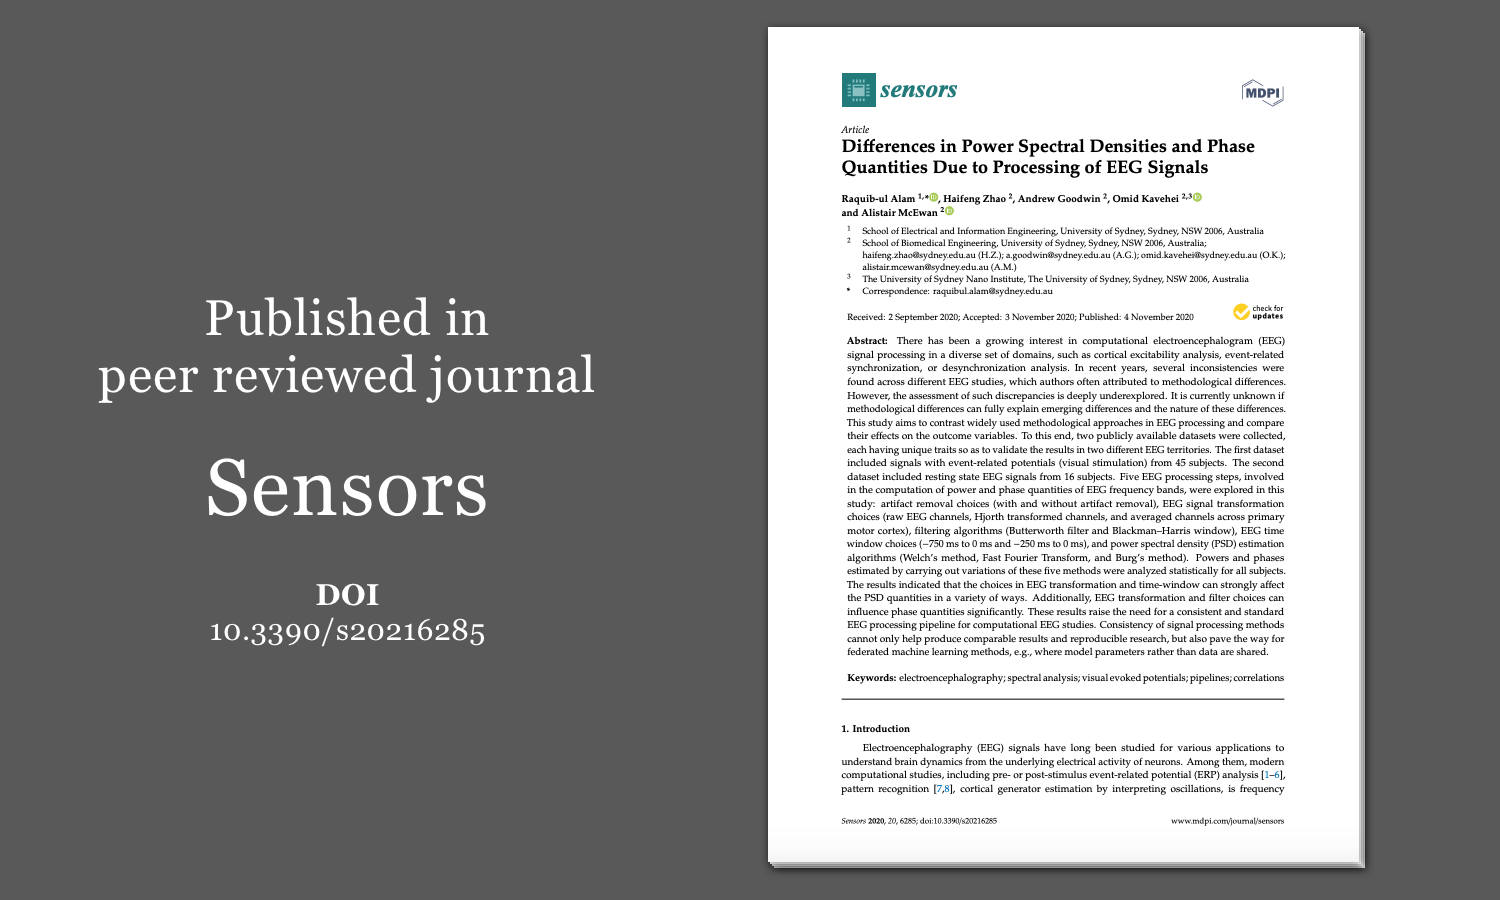 Published in
peer reviewed journal
Sensors
DOI
10.3390/s20216285
sensors
MDPI
Article
Differences in Power Spectral Densities and Phase
Quantities Due to Processing of EEG Signals
Raquib-ul Alam 1,* iD, Haifeng Zhao 2, Andrew Goodwin 2, Omid Kavehei 2,3 iD
and Alistair McEwan 2 iD
1 School of Electrical and Information Engineering, University of Sydney, Sydney, NSW 2006, Australia
2 School of Biomedical Engineering, University of Sydney, Sydney, NSW 2006, Australia;
haifeng.zhao@sydney.edu.au (H.Z.); a.goodwin@sydney.edu.au (A.G.); omid.kavehei@sydney.edu.au (O.K.);
alistair.mcewan@sydney.edu.au (A.M.)
3 The University of Sydney Nano Institute, The University of Sydney, Sydney, NSW 2006, Australia
* Correspondence: raquibul.alam@sydney.edu.au
Received: 2 September 2020; Accepted: 3 November 2020; Published: 4 November 2020
check for
updates
Abstract: There has been a growing interest in computational electroencephalogram (EEG)
signal processing in a diverse set of domains, such as cortical excitability analysis, event-related
synchronization, or desynchronization analysis. In recent years, several inconsistencies were
found across different EEG studies, which authors often attributed to methodological differences.
However, the assessment of such discrepancies is deeply underexplored. It is currently unknown if
methodological differences can fully explain emerging differences and the nature of these differences.
This study aims to contrast widely used methodological approaches in EEG processing and compare
their effects on the outcome variables. To this end, two publicly available datasets were collected,
each having unique traits so as to validate the results in two different EEG territories. The first dataset
included signals with event-related potentials (visual stimulation) from 45 subjects. The second
dataset included resting state EEG signals from 16 subjects. Five EEG processing steps, involved
in the computation of power and phase quantities of EEG frequency bands, were explored in this
study: artifact removal choices (with and without artifact removal), EEG signal transformation
choices (raw EEG channels, Hjorth transformed channels, and averaged channels across primary
motor cortex), filtering algorithms (Butterworth filter and Blackman–Harris window), EEG time
window choices (−750 ms to 0 ms and −250 ms to 0 ms), and power spectral density (PSD) estimation
algorithms (Welch's method, Fast Fourier Transform, and Burg's method). Powers and phases
estimated by carrying out variations of these five methods were analyzed statistically for all subjects.
The results indicated that the choices in EEG transformation and time-window can strongly affect
the PSD quantities in a variety of ways. Additionally, EEG transformation and filter choices can
influence phase quantities significantly. These results raise the need for a consistent and standard
EEG processing pipeline for computational EEG studies. Consistency of signal processing methods
cannot only help produce comparable results and reproducible research, but also pave the way for
federated machine learning methods, e.g., where model parameters rather than data are shared.
Keywords: electroencephalography; spectral analysis; visual evoked potentials; pipelines; correlations
1. Introduction
Electroencephalography (EEG) signals have long been studied for various applications to
understand brain dynamics from the underlying electrical activity of neurons. Among them, modern
computational studies, including pre- or post-stimulus event-related potential (ERP) analysis [1–6],
pattern recognition [7,8], cortical generator estimation by interpreting oscillations, is frequency
Sensors 2020, 20, 6285; doi:10.3390/s20216285
www.mdpi.com/journal/sensors